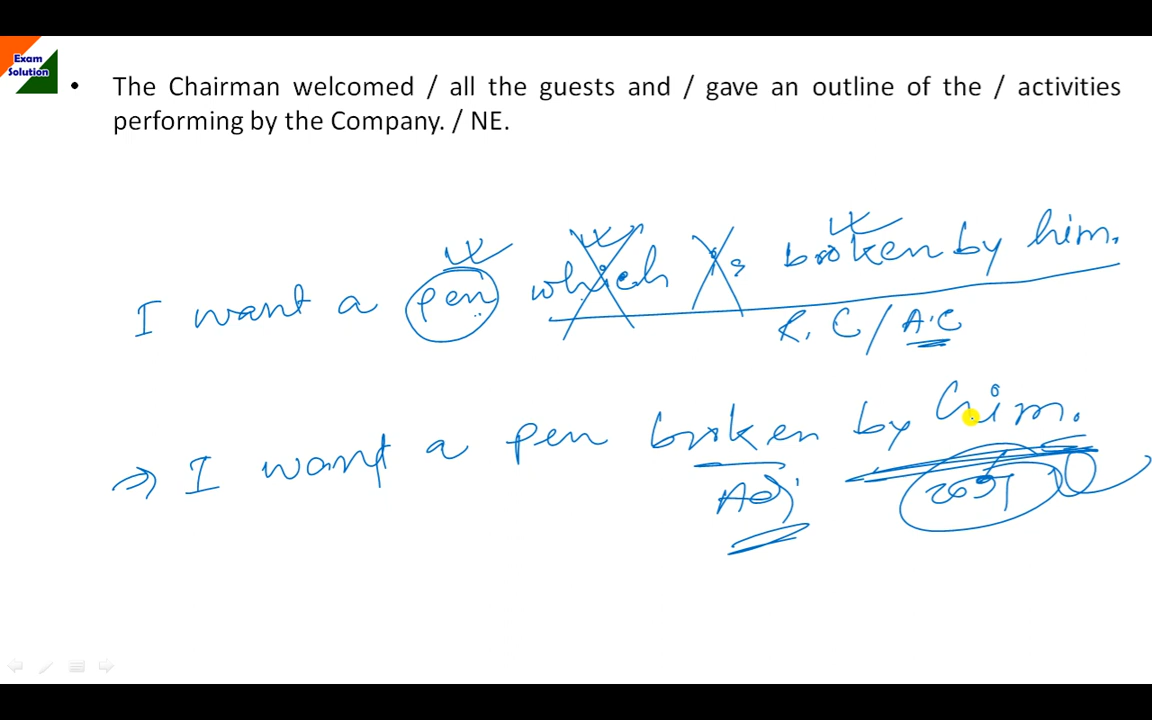 Exam
Solution
• The Chairman welcomed / all the guests and / gave an outline of the / activities
performing by the Company. / NE.
I want a pen which is broken by him.
R.C/A.C
⇒ I want a pen broken by him.
Adj